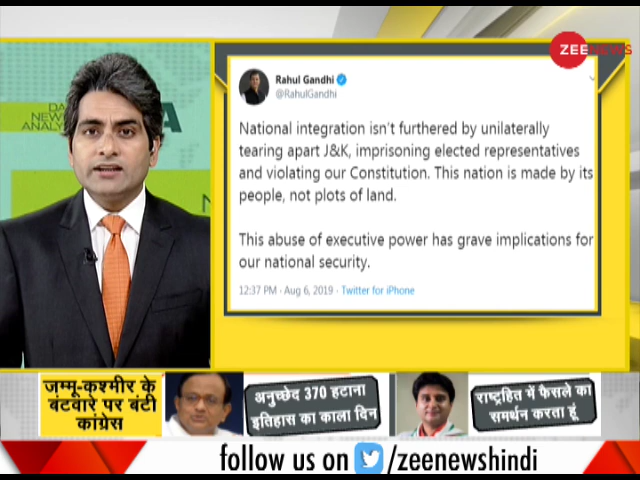 ZEE NEWS
DA
NEWS
ANALY
A
N
Rahul Gandhi
@RahulGandhi
National integration isn't furthered by unilaterally
tearing apart J&K, imprisoning elected representatives
and violating our Constitution. This nation is made by its
people, not plots of land.
This abuse of executive power has grave implications for
our national security.
12:37 PM · Aug 6, 2019 · Twitter for iPhone
जम्मू-कश्मीर के
बंटवारे पर बंटी
कांग्रेस
अनुच्छेद 370 हटाना
इतिहास का काला दिन
राष्ट्रहित में फैसले का
समर्थन करता हूं
follow us on /zeenewshindi